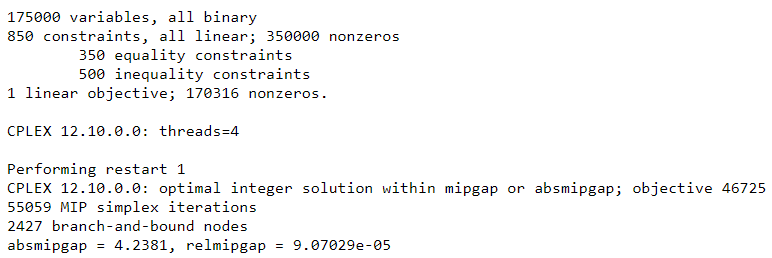 175000 variables, all binary
850 constraints, all linear; 350000 nonzeros
350 equality constraints
500 inequality constraints
1 linear objective; 170316 nonzeros.
CPLEX 12.10.0.0: threads=4
Performing restart 1
CPLEX 12.10.0.0: optimal integer solution within mipgap or absmipgap; objective 46725
55059 MIP simplex iterations
2427 branch-and-bound nodes
absmipgap = 4.2381, relmipgap = 9.07029e-05